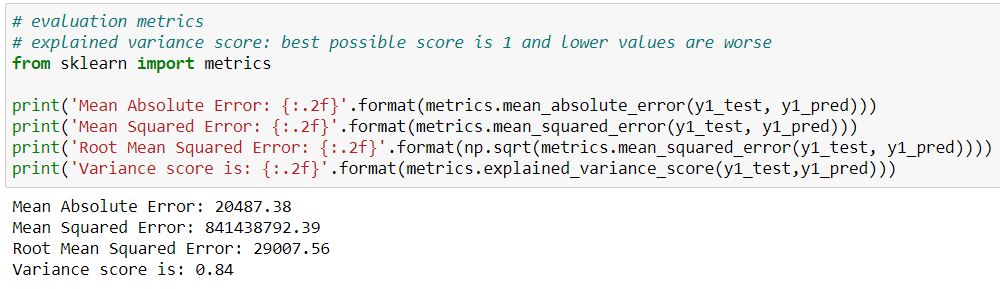 # evaluation metrics
# explained variance score: best possible score is 1 and lower values are worse
from sklearn import metrics
print('Mean Absolute Error: {:.2f}'.format(metrics.mean_absolute_error(y1_test, y1_pred)))
print('Mean Squared Error: {:.2f}'.format(metrics.mean_squared_error(y1_test, y1_pred)))
print('Root Mean Squared Error: {:.2f}'.format(np.sqrt(metrics.mean_squared_error(y1_test, y1_pred))))
print('Variance score is: {:.2f}'.format(metrics.explained_variance_score(y1_test,y1_pred)))
Mean Absolute Error: 20487.38
Mean Squared Error: 841438792.39
Root Mean Squared Error: 29007.56
Variance score is: 0.84